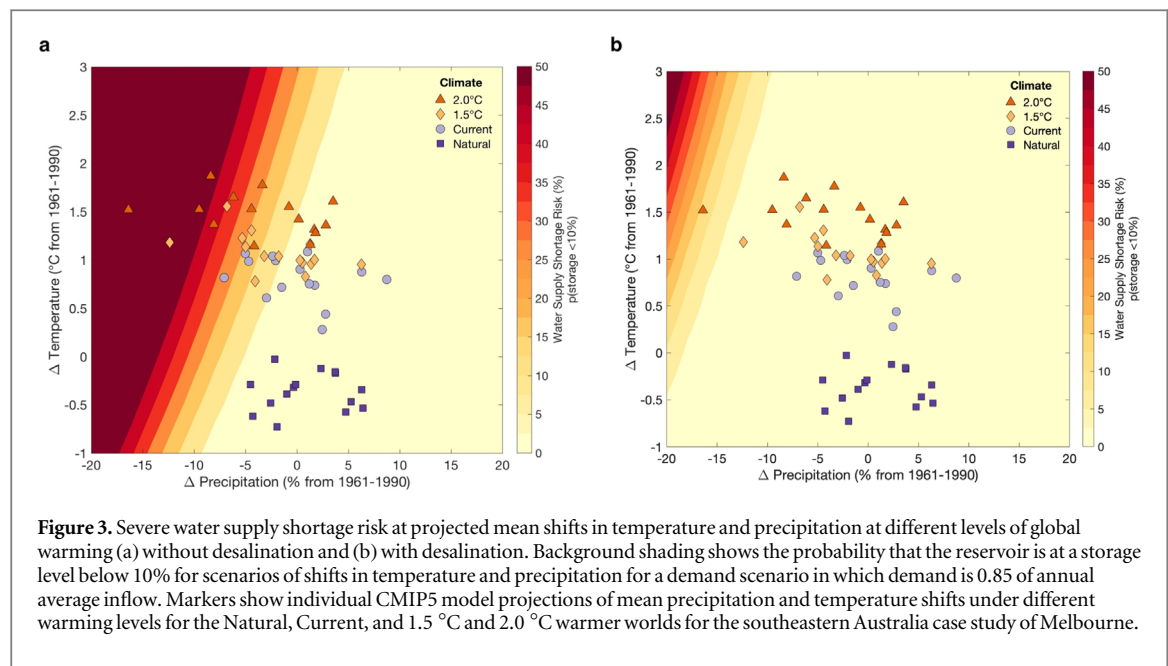 a
b
3
2.5
2
1.5
1
0.5
0
-0.5
-1
-20 -15 -10 -5 0 5 10 15 20
Δ Temperature (°C from 1961-1990)
Δ Precipitation (% from 1961-1990)
Climate
2.0°C
1.5°C
Current
Natural
50
45
40
35
30
25
20
15
10
5
0
Water Supply Shortage Risk (%)
p(storage <10%)
3
2.5
2
1.5
1
0.5
0
-0.5
-1
-20 -15 -10 -5 0 5 10 15 20
Δ Temperature (°C from 1961-1990)
Δ Precipitation (% from 1961-1990)
Climate
2.0°C
1.5°C
Current
Natural
50
45
40
35
30
25
20
15
10
5
0
Water Supply Shortage Risk (%)
p(storage <10%)
Figure 3. Severe water supply shortage risk at projected mean shifts in temperature and precipitation at different levels of global
warming (a) without desalination and (b) with desalination. Background shading shows the probability that the reservoir is at a storage
level below 10% for scenarios of shifts in temperature and precipitation for a demand scenario in which demand is 0.85 of annual
average inflow. Markers show individual CMIP5 model projections of mean precipitation and temperature shifts under different
warming levels for the Natural, Current, and 1.5 °C and 2.0 °C warmer worlds for the southeastern Australia case study of Melbourne.